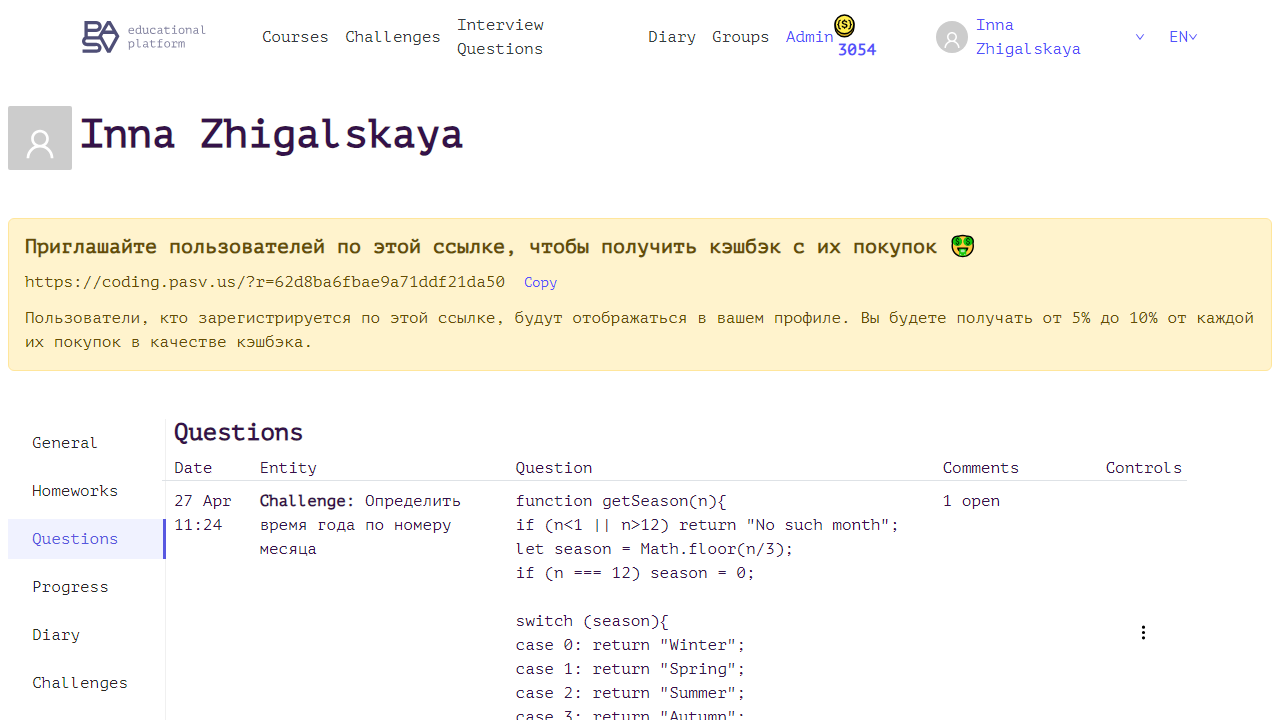 PASV educational platform
Courses
Challenges
Interview Questions
Diary
Groups
Admin
3054
Inna Zhigalskaya
EN
Inna Zhigalskaya
Приглашайте пользователей по этой ссылке, чтобы получить кэшбэк с их покупок
https://coding.pasv.us/?r=62d8ba6fbae9a71ddf21da50 Copy
Пользователи, кто зарегистрируется по этой ссылке, будут отображаться в вашем профиле. Вы будете получать от 5% до 10% от каждой
их покупок в качестве кэшбэка.
General
Homeworks
Questions
Progress
Diary
Challenges
Questions
Date Entity Question Comments Controls
27 Apr
11:24
Challenge: Определить
время года по номеру
месяца
function getSeason(n){
if (n<1 || n>12) return "No such month";
let season = Math.floor(n/3);
if (n === 12) season = 0;
switch (season){
case 0: return "Winter";
case 1: return "Spring";
case 2: return "Summer";
case 3: return "Autumn";
1 open